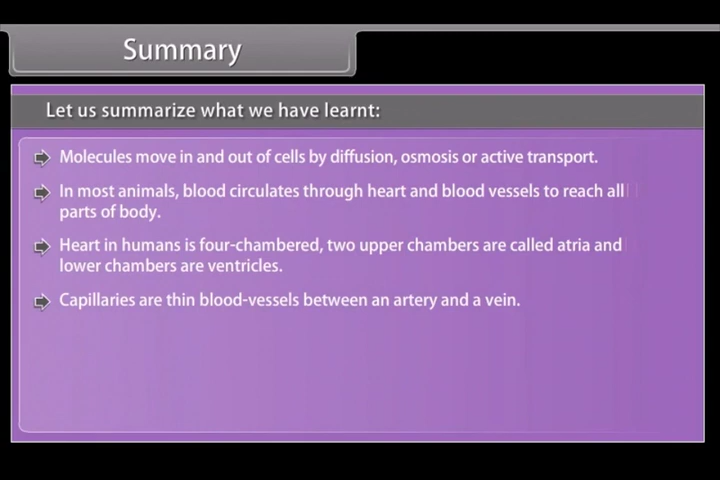 Summary
Let us summarize what we have learnt:
Molecules move in and out of cells by diffusion, osmosis or active transport.
In most animals, blood circulates through heart and blood vessels to reach all
parts of body.
Heart in humans is four-chambered, two upper chambers are called atria and
lower chambers are ventricles.
Capillaries are thin blood-vessels between an artery and a vein.